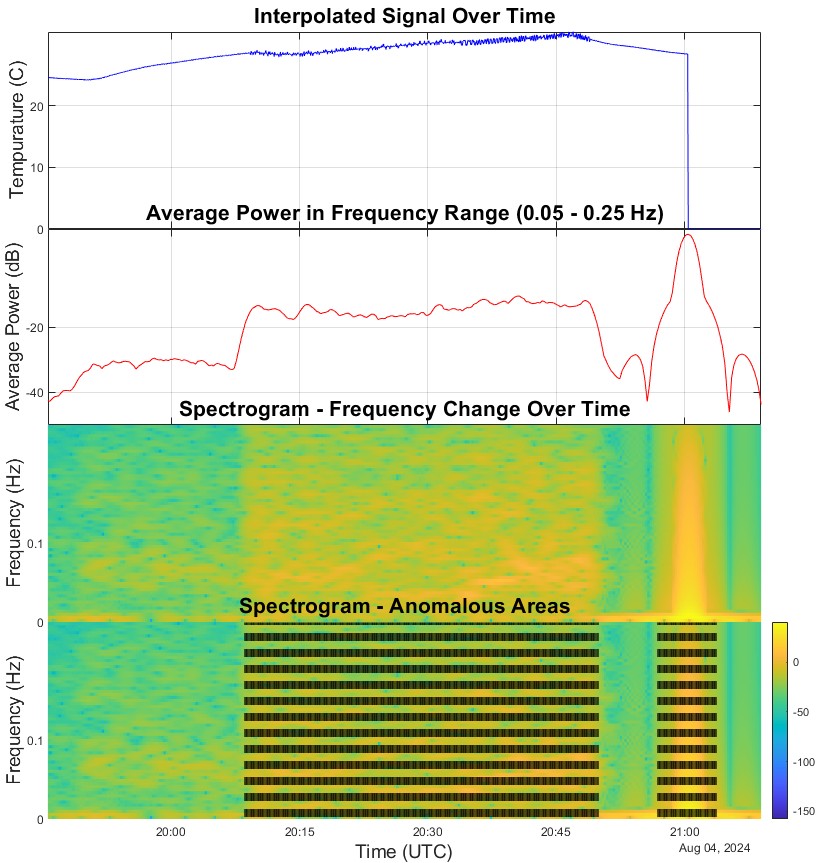 Interpolated Signal Over Time
Tempurature (C)
20
10
0
Average Power in Frequency Range (0.05 - 0.25 Hz)
Average Power (dB)
-20
-40
Spectrogram - Frequency Change Over Time
Frequency (Hz)
0.1
0
Spectrogram - Anomalous Areas
Frequency (Hz)
0.1
0
0
-50
-100
-150
20:00 20:15 20:30 20:45 21:00
Aug 04, 2024
Time (UTC)